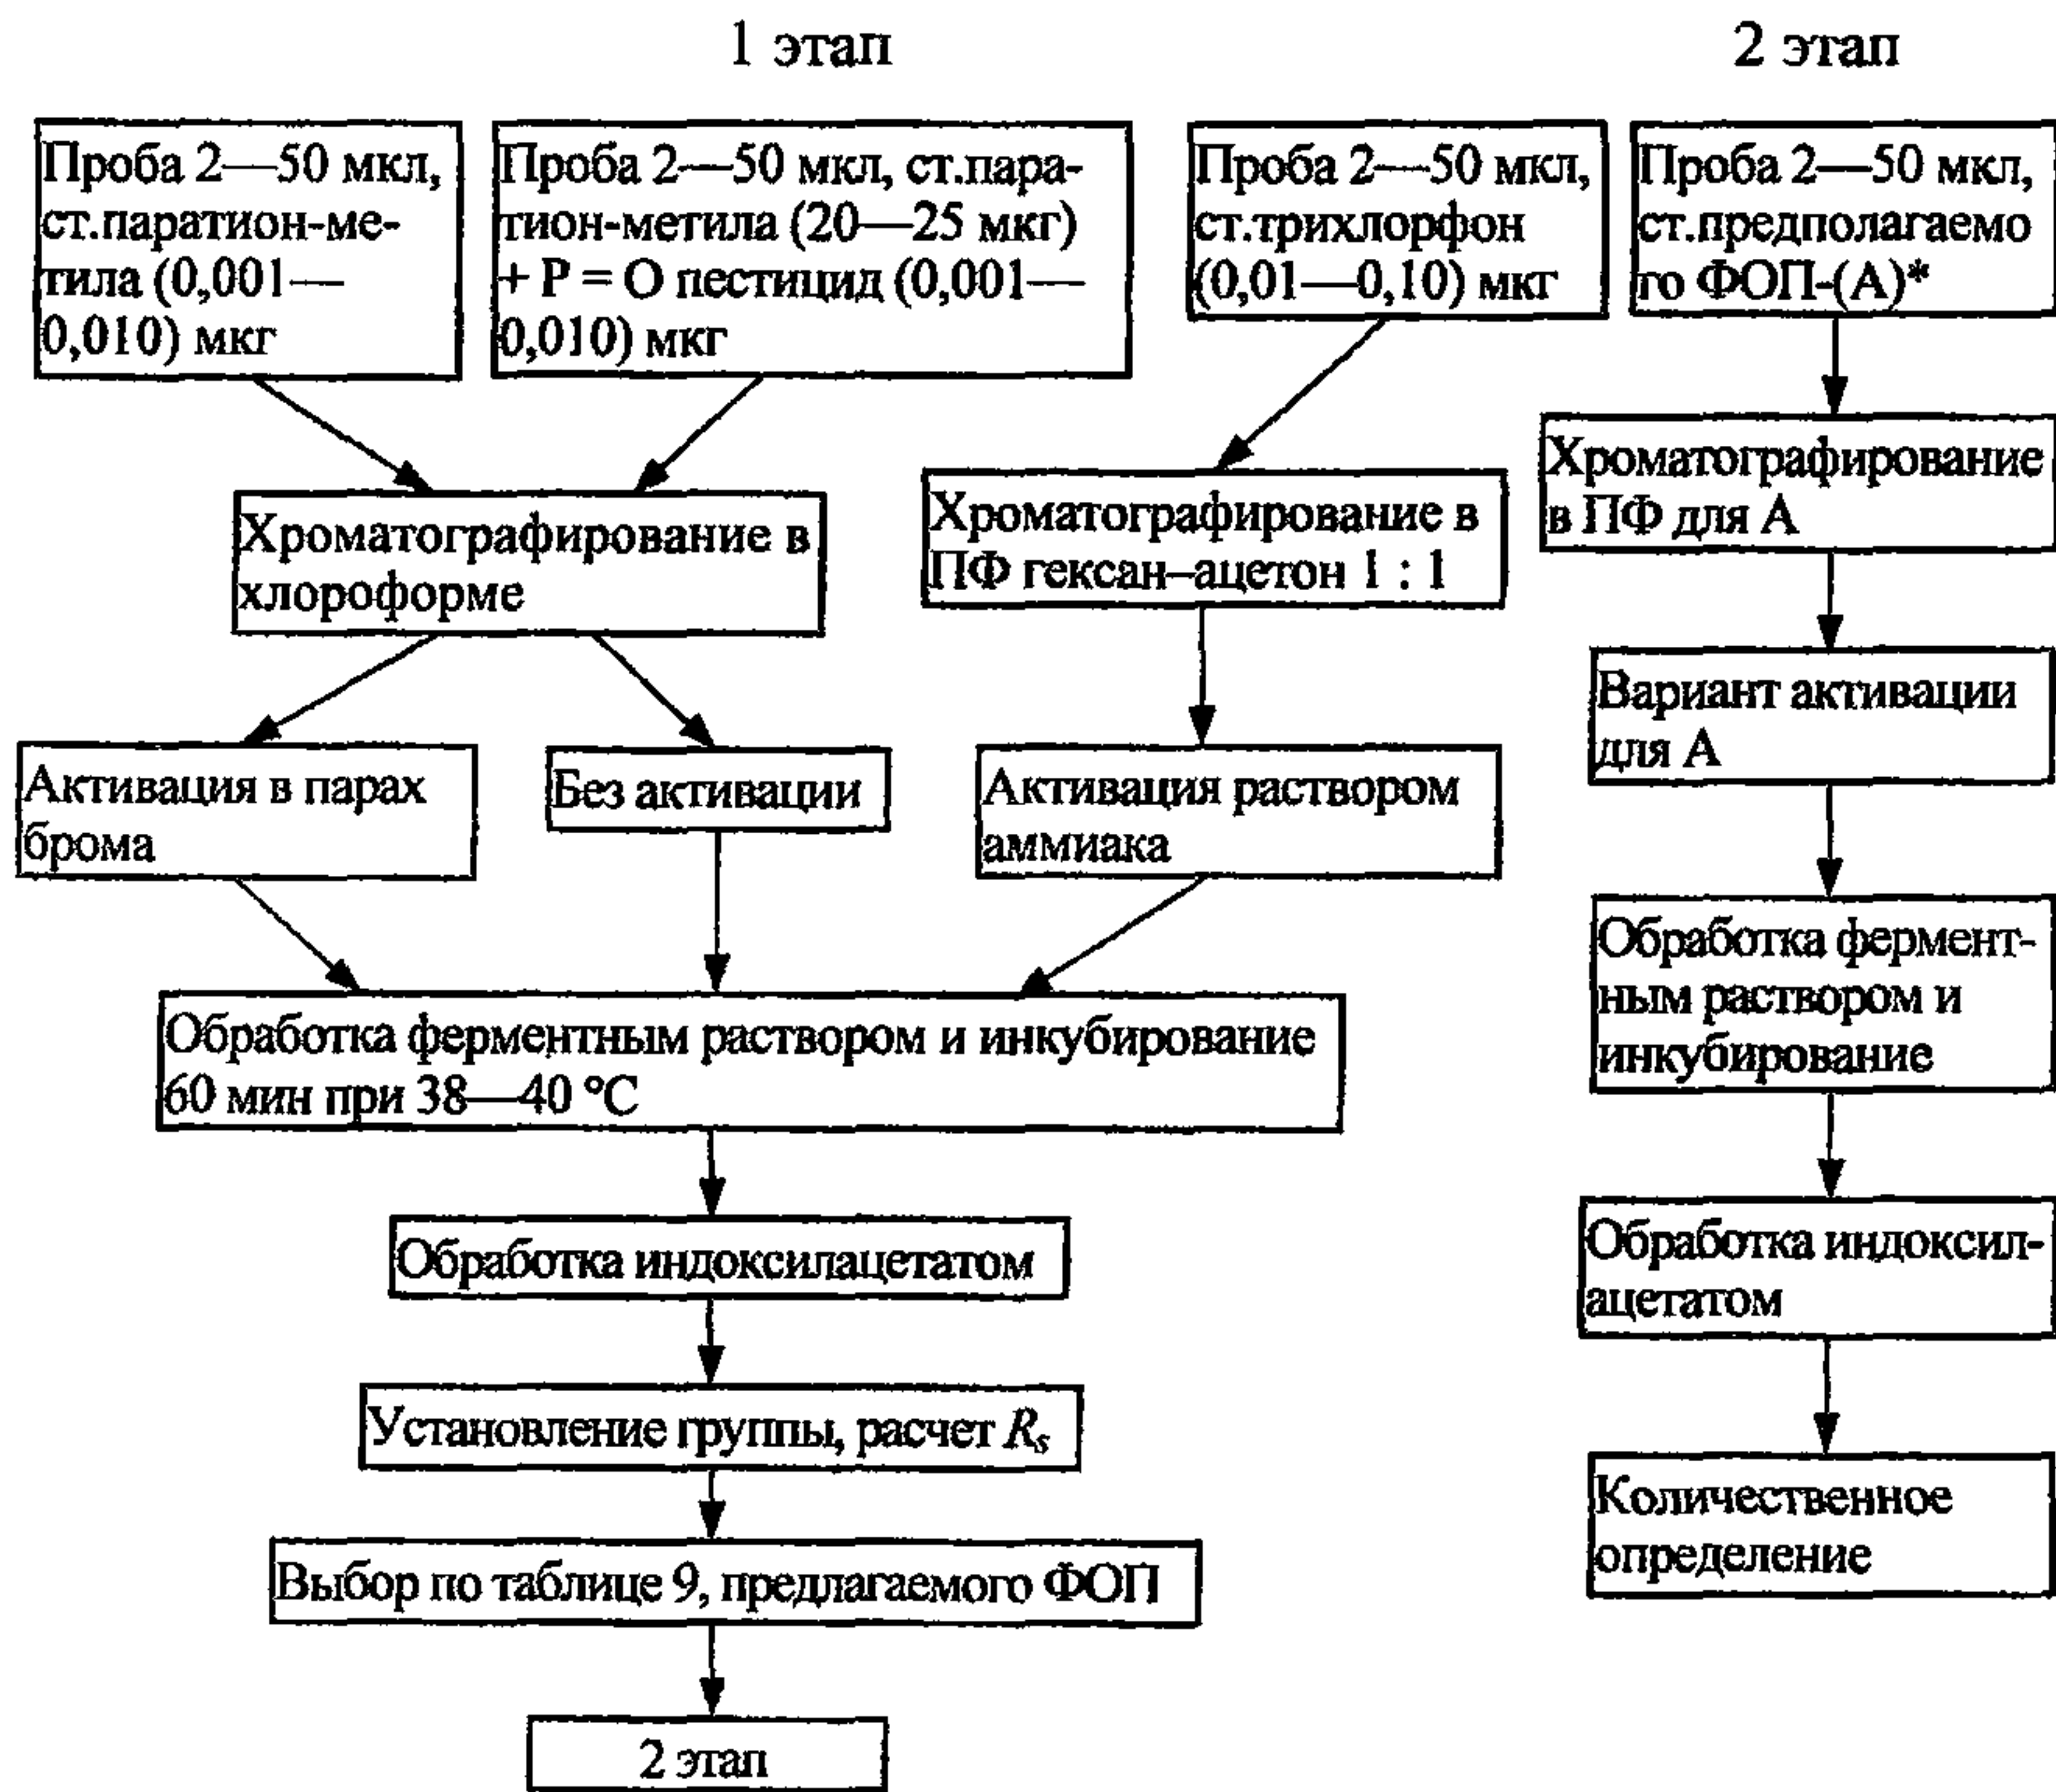 1 этап
2 этап
Проба 2—50 мкл,
ст.паратион-ме-
тила (0,001—
0,010) мкг
Проба 2—50 мкл, ст.пара-
тион-метила (20—25 мкг)
+ P = O пестицид (0,001—
0,010) мкг
Проба 2—50 мкл,
ст.трихлорфон
(0,01—0,10) мкг
Проба 2—50 мкл,
ст.предполагаемо
го ФОП-(А)*
Хроматографирование в
хлороформе
Хроматографирование в
ПФ гексан–ацетон 1 : 1
Хроматографирование
в ПФ для А
Активация в парах
брома
Без активации
Активация раствором
аммиака
Вариант активации
для А
Обработка ферментным раствором и инкубирование
60 мин при 38—40 °С
Обработка фермент-
ным раствором и
инкубирование
Обработка индоксилацетатом
Обработка индоксил-
ацетатом
Установление группы, расчет Rs
Количественное
определение
Выбор по таблице 9, предлагаемого ФОП
2 этап